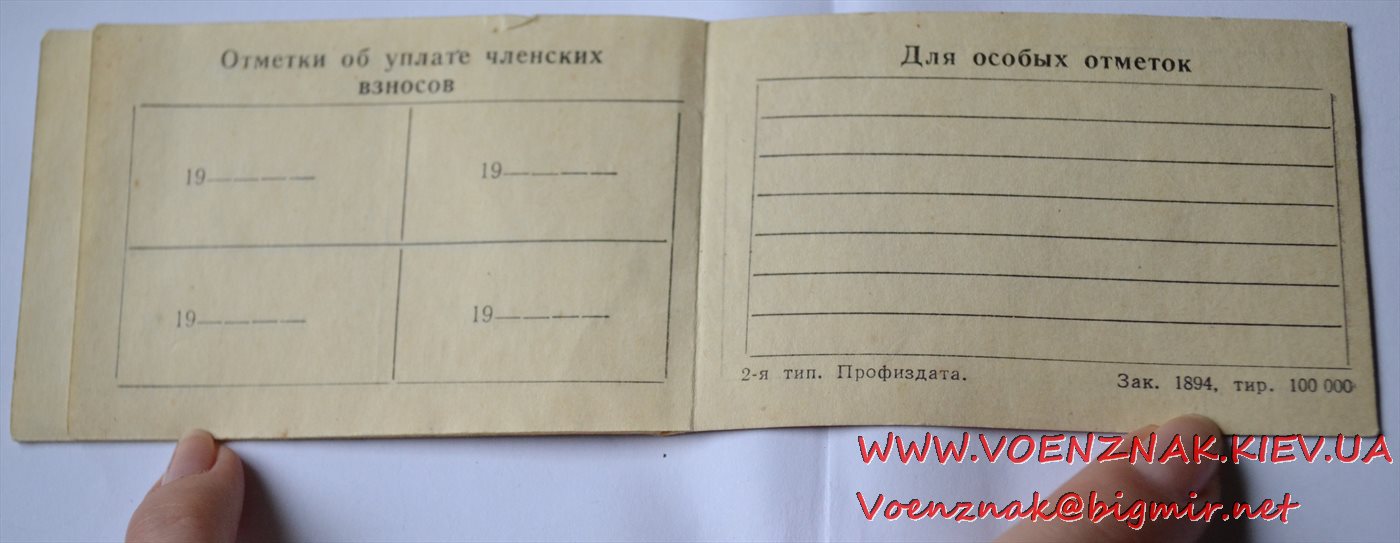 Отметки об уплате членских
взносов
19
19
19
19
Для особых отметок
2-я тип. Профиздата.
Зак. 1894, тир. 100 000
WWW.VOENZNAK.KIEV.UA
Voenznak@bigmir.net